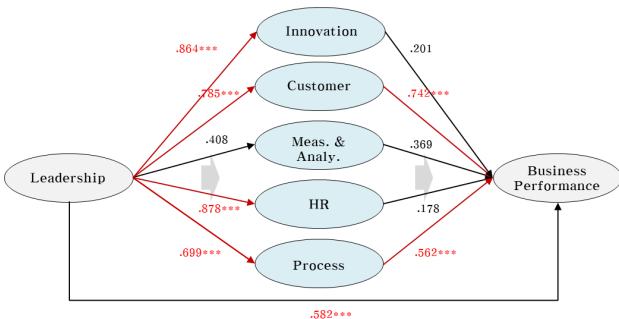 Innovation
.864***
.201
Customer
.785***
.742***
.408
Meas. &
Analy.
.369
Leadership
Business
Performance
HR
.878***
.178
.699***
Process
.562***
.582***